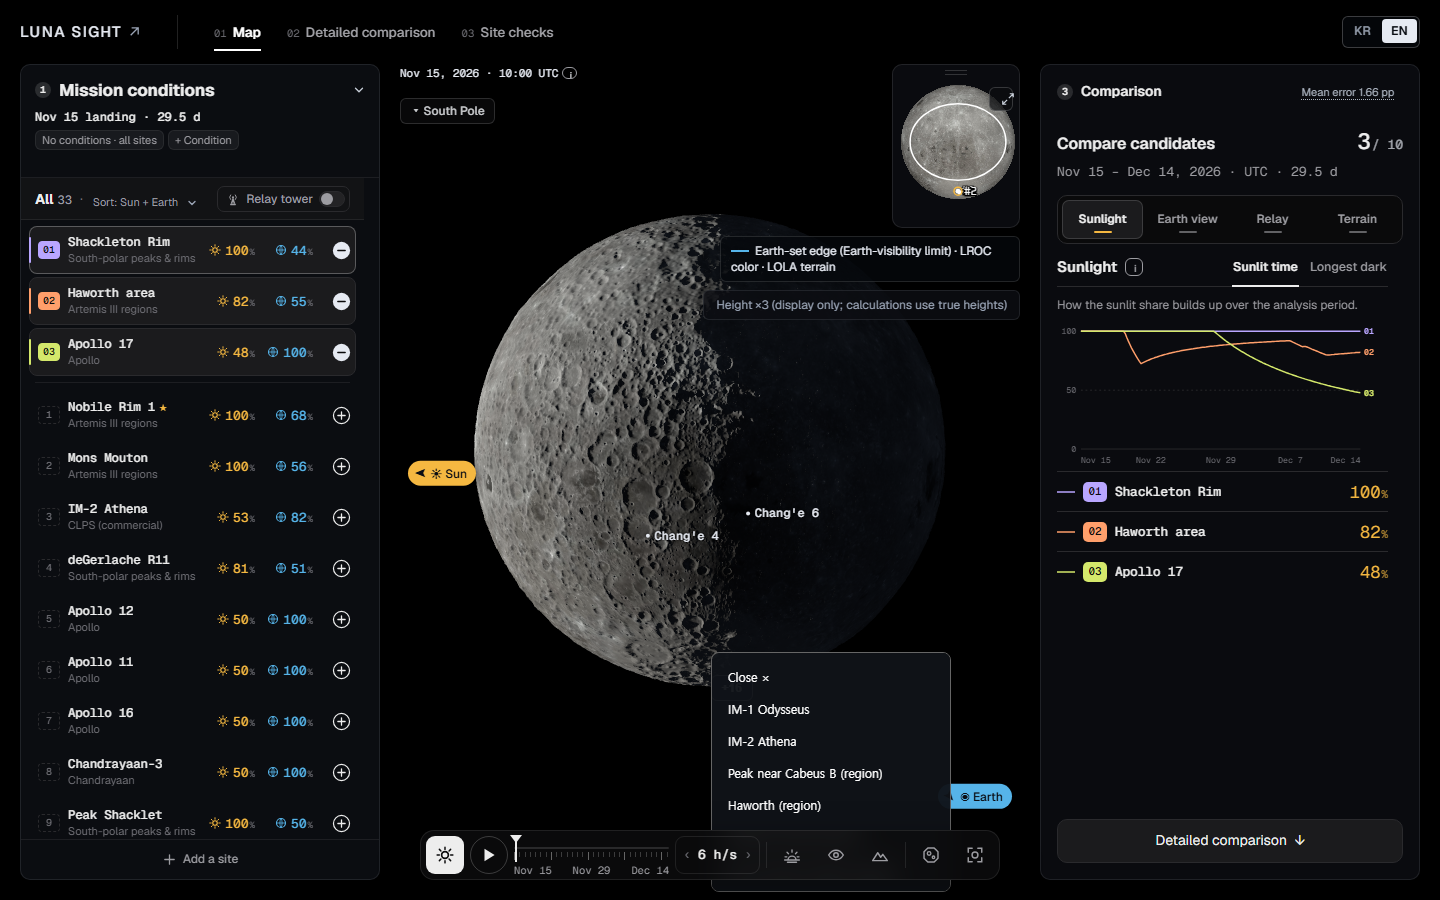 LUNA SIGHT ↗
01 Map
02 Detailed comparison
03 Site checks
KR EN
1 Mission conditions
Nov 15 landing · 29.5 d
No conditions · all sites
+ Condition
All 33 · Sort: Sun + Earth
Relay tower
01 Shackleton Rim 100% 44%
South-polar peaks & rims
02 Haworth area 82% 55%
Artemis III regions
03 Apollo 17 48% 100%
Apollo
1 Nobile Rim 1 ★ 100% 68%
Artemis III regions
2 Mons Mouton 100% 56%
Artemis III regions
3 IM-2 Athena 53% 82%
CLPS (commercial)
4 deGerlache R11 81% 51%
South-polar peaks & rims
5 Apollo 12 50% 100%
Apollo
6 Apollo 11 50% 100%
Apollo
7 Apollo 16 50% 100%
Apollo
8 Chandrayaan-3 50% 100%
Chandrayaan
9 Peak Shacklet 100% 50%
South-polar peaks & rims
+ Add a site
Nov 15, 2026 · 10:00 UTC i
South Pole
#2
Earth-set edge (Earth-visibility limit) · LROC
color · LOLA terrain
Height ×3 (display only; calculations use true heights)
Sun
Chang'e 6
Chang'e 4
Close ×
IM-1 Odysseus
IM-2 Athena
Peak near Cabeus B (region)
Haworth (region)
Earth
Nov 15 Nov 29 Dec 14
‹ 6 h/s ›
3 Comparison
Mean error 1.66 pp
Compare candidates 3 / 10
Nov 15 – Dec 14, 2026 · UTC · 29.5 d
Sunlight Earth view Relay Terrain
Sunlight i
Sunlit time Longest dark
How the sunlit share builds up over the analysis period.
100
50
0
01
02
03
Nov 15 Nov 22 Nov 29 Dec 7 Dec 14
01 Shackleton Rim 100%
02 Haworth area 82%
03 Apollo 17 48%
Detailed comparison ↓